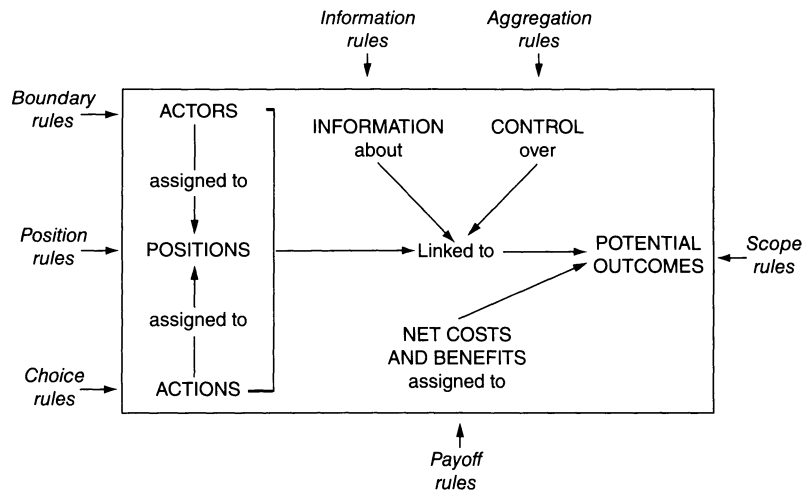 Information
rules
Aggregation
rules
Boundary
rules
ACTORS
INFORMATION
about
CONTROL
over
assigned to
Position
rules
POSITIONS
Linked to
POTENTIAL
OUTCOMES
Scope
rules
assigned to
NET COSTS
AND BENEFITS
assigned to
Choice
rules
ACTIONS
Payoff
rules